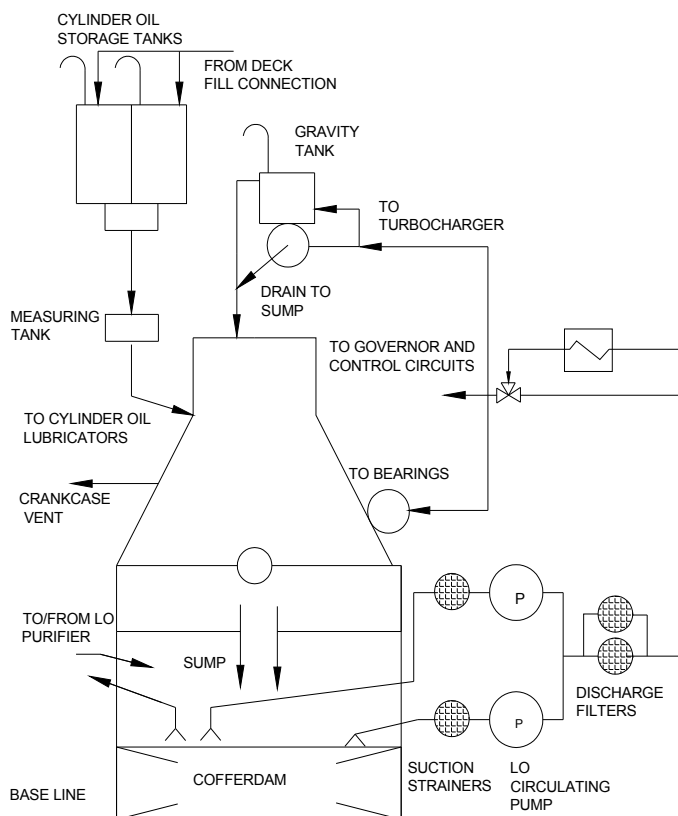 CYLINDER OIL
STORAGE TANKS
FROM DECK
FILL CONNECTION
GRAVITY
TANK
TO
TURBOCHARGER
DRAIN TO
SUMP
MEASURING
TANK
TO GOVERNOR AND
CONTROL CIRCUITS
TO CYLINDER OIL
LUBRICATORS
TO BEARINGS
CRANKCASE
VENT
P
TO/FROM LO
PURIFIER
SUMP
DISCHARGE
FILTERS
P
SUCTION
STRAINERS
LO
CIRCULATING
PUMP
COFFERDAM
BASE LINE